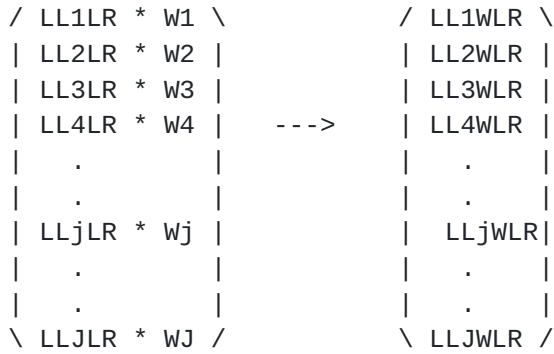 / LL1LR * W1 \          / LL1WLR \
| LL2LR * W2 |          | LL2WLR |
| LL3LR * W3 |          | LL3WLR |
| LL4LR * W4 |   --->   | LL4WLR |
|   .        |          |   .    |
|   .        |          |   .    |
| LLjLR * Wj |          |  LLjWLR|
|   .        |          |   .    |
|   .        |          |   .    |
\ LLJLR * WJ /          \ LLJWLR /